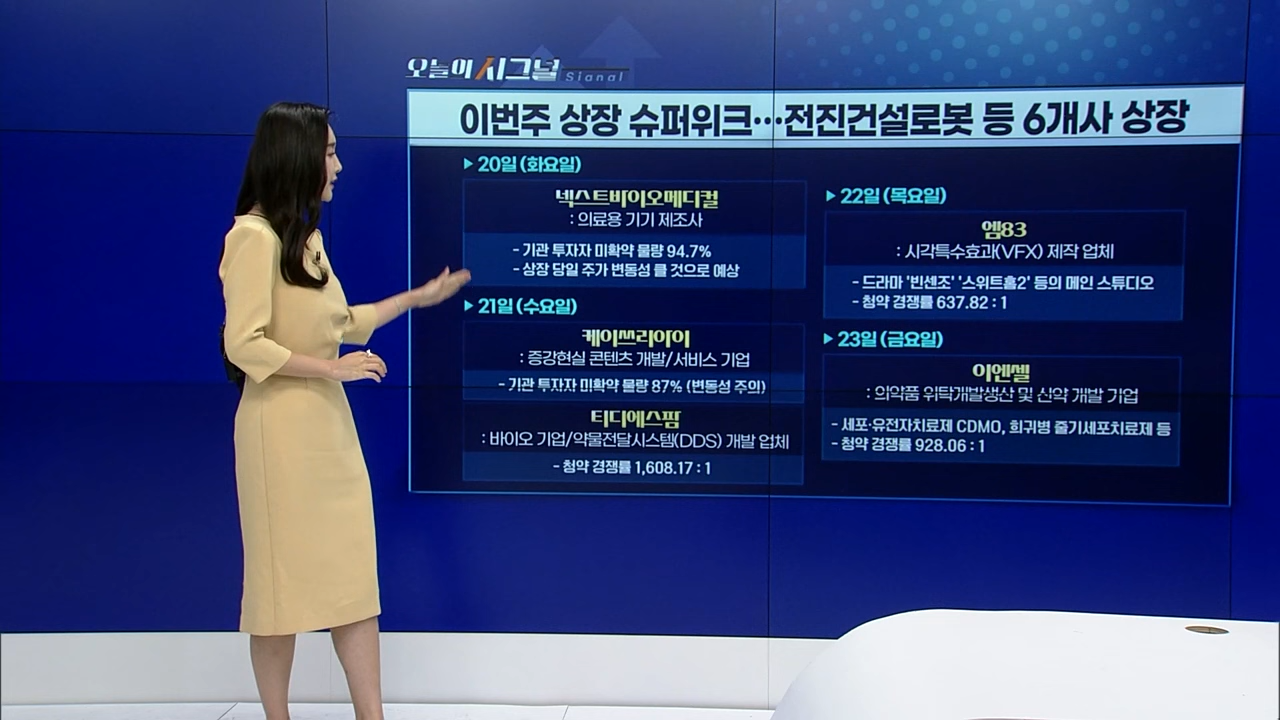 오늘의 시그널
Signal
이번주 상장 슈퍼위크…전진건설로봇 등 6개사 상장
▶ 20일 (화요일)
넥스트바이오메디컬
: 의료용 기기 제조사
- 기관 투자자 미확약 물량 94.7%
- 상장 당일 주가 변동성 클 것으로 예상
▶ 21일 (수요일)
케이쓰리아이
: 증강현실 콘텐츠 개발/서비스 기업
- 기관 투자자 미확약 물량 87% (변동성 주의)
티디에스팜
: 바이오 기업/약물전달시스템(DDS) 개발 업체
- 청약 경쟁률 1,608.17 : 1
▶ 22일 (목요일)
엠83
: 시각특수효과(VFX) 제작 업체
- 드라마 '빈센조' '스위트홈2' 등의 메인 스튜디오
- 청약 경쟁률 637.82 : 1
▶ 23일 (금요일)
이엔셀
: 의약품 위탁개발생산 및 신약 개발 기업
- 세포·유전자치료제 CDMO, 희귀병 줄기세포치료제 등
- 청약 경쟁률 928.06 : 1